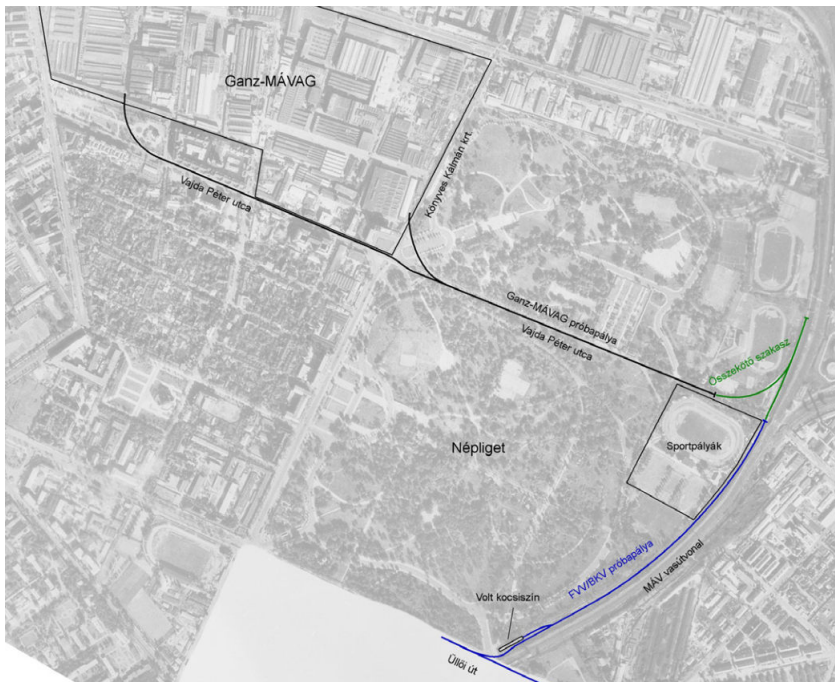 Ganz-MÁVAG
Könyves Kálmán krt.
Vajda Péter utca
Ganz-MÁVAG próbapálya
Vajda Péter utca
Összekötő szakasz
Sportpályák
Népliget
FVV/BKV próbapálya
MÁV vasútvonal
Volt kocsiszín
Üllői út